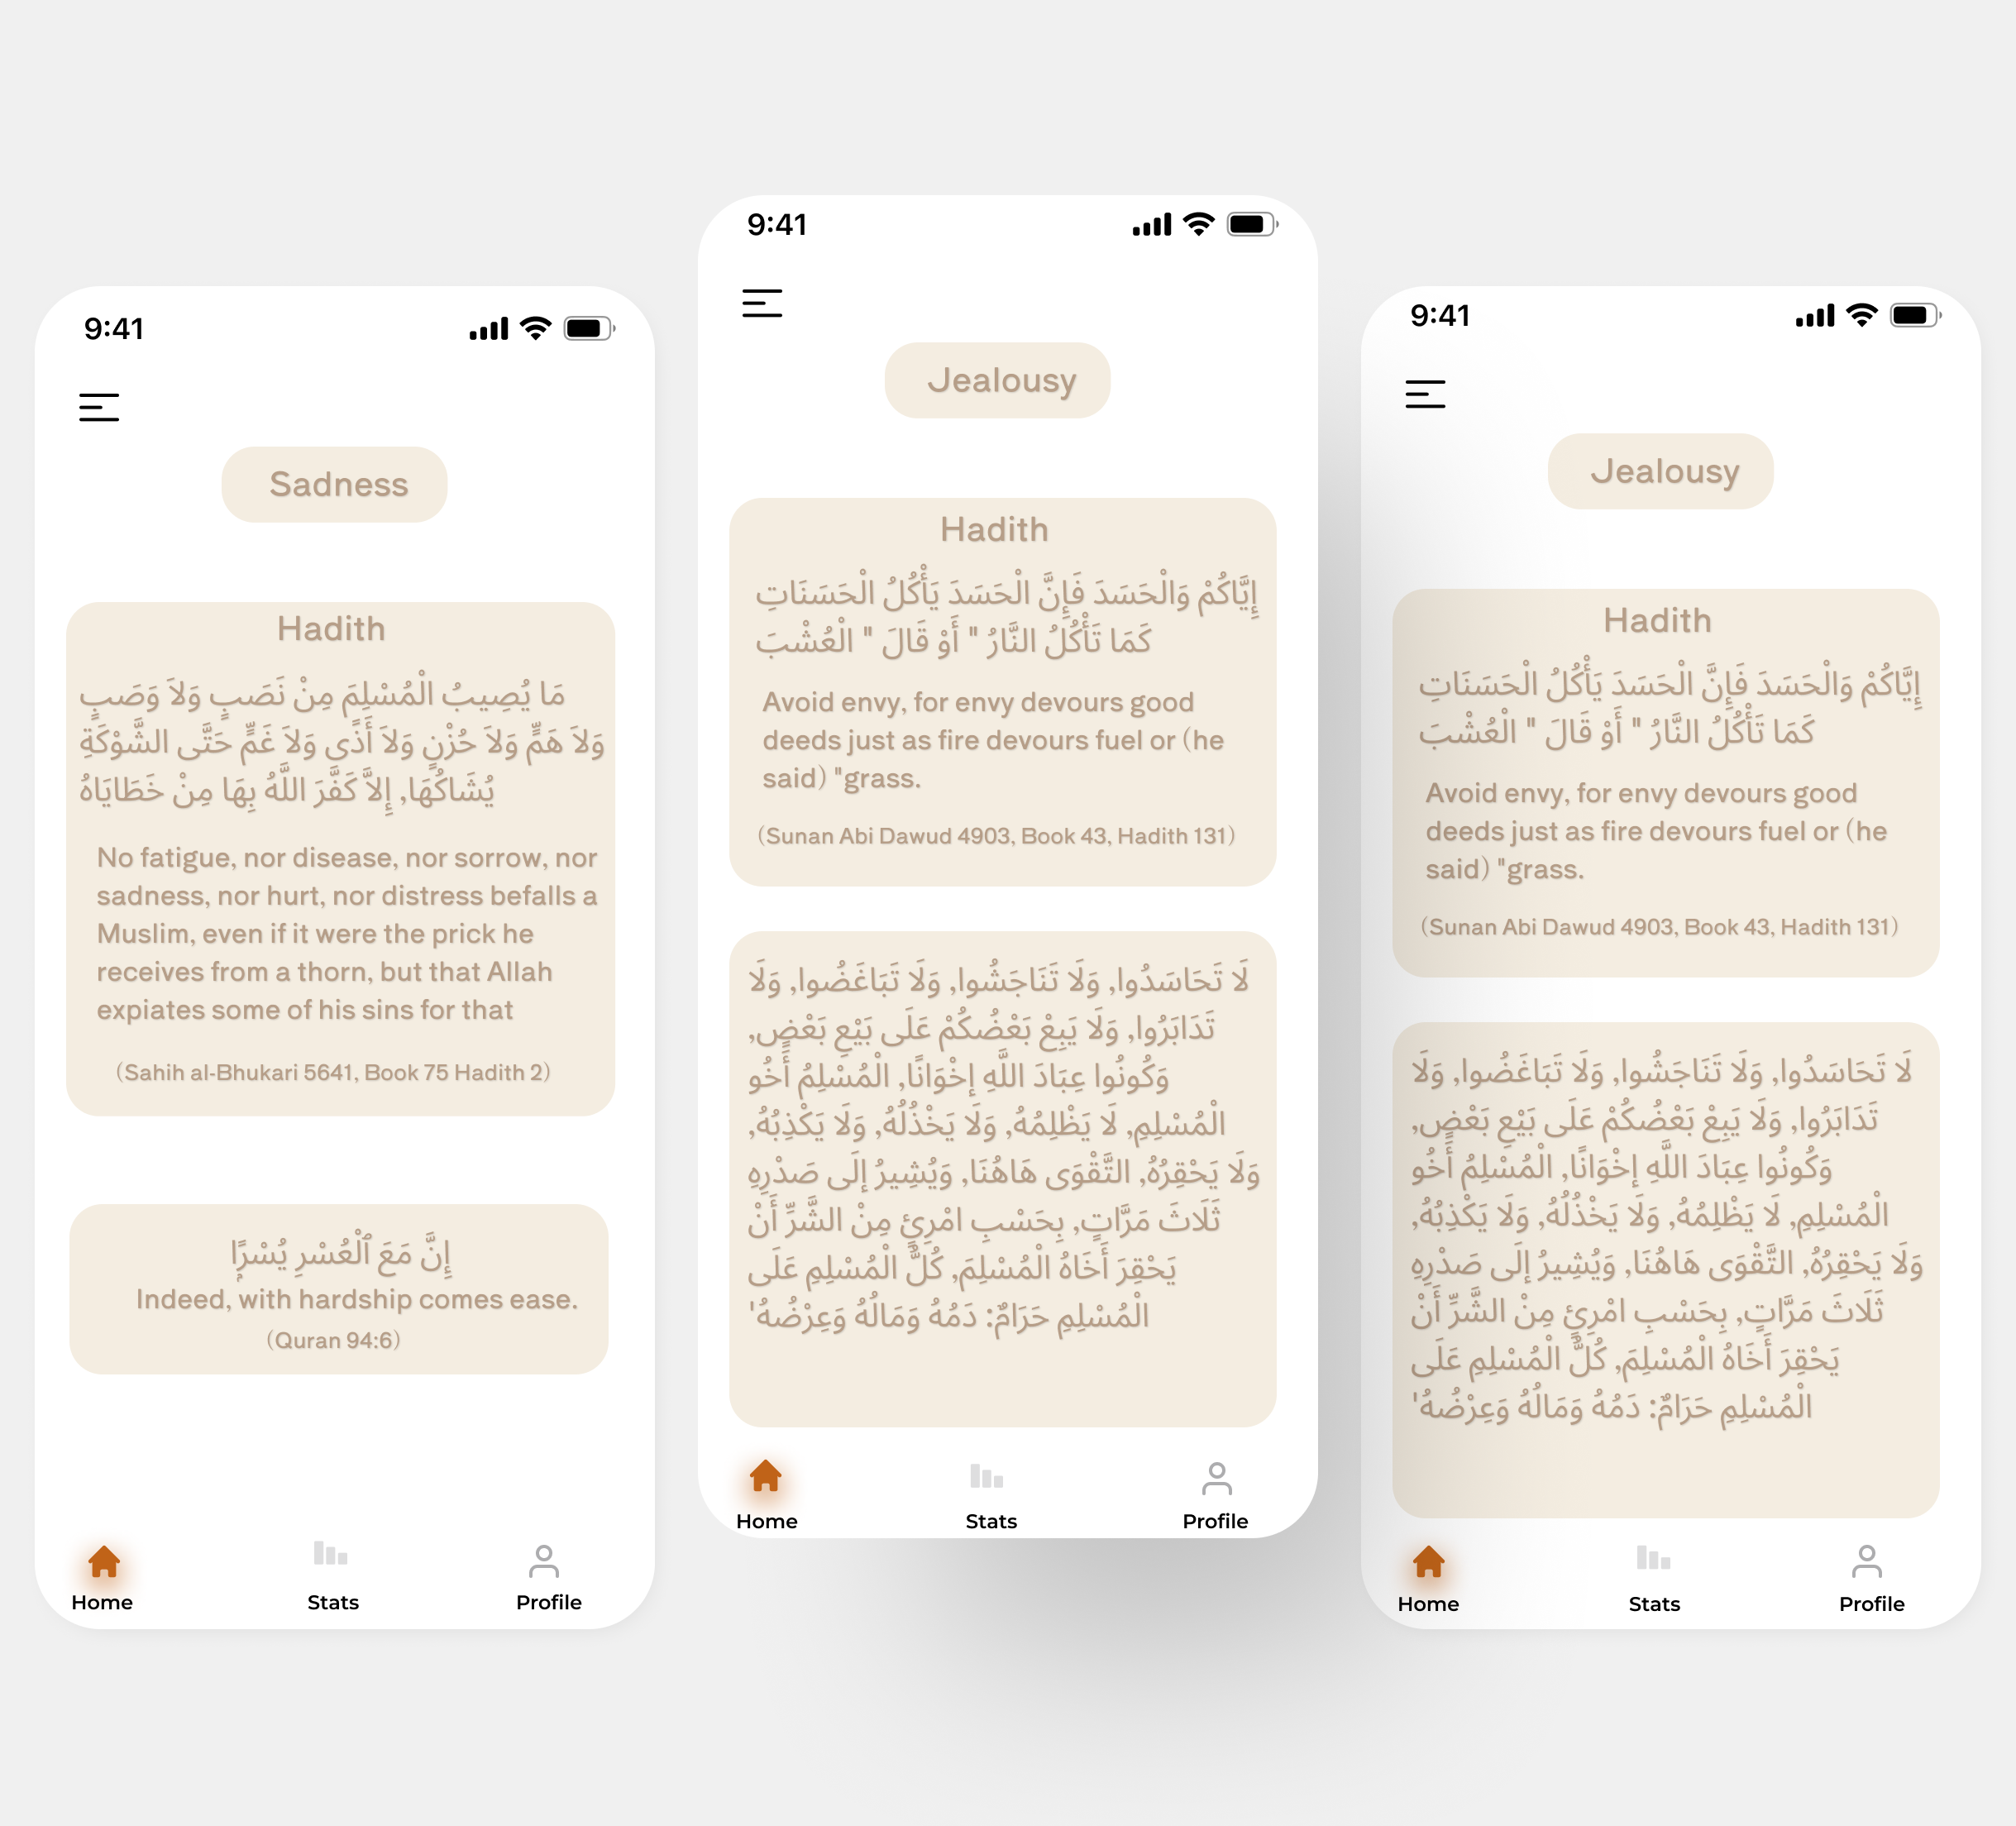 9:41
Sadness
Hadith
مَا يُصِيبُ الْمُسْلِمَ مِنْ نَصَبٍ وَلاَ وَصَبٍ
وَلاَ هَمٍّ وَلاَ حُزْنٍ وَلاَ أَذًى وَلاَ غَمٍّ حَتَّى الشَّوْكَةِ
يُشَاكُهَا, إِلاَّ كَفَّرَ اللَّهُ بِهَا مِنْ خَطَايَاهُ
No fatigue, nor disease, nor sorrow, nor
sadness, nor hurt, nor distress befalls a
Muslim, even if it were the prick he
receives from a thorn, but that Allah
expiates some of his sins for that
(Sahih al-Bhukari 5641, Book 75 Hadith 2)
إِنَّ مَعَ ٱلْعُسْرِ يُسْرًۭا
Indeed, with hardship comes ease.
(Quran 94:6)
Home
Stats
Profile
9:41
Jealousy
Hadith
إِيَّاكُمْ وَالْحَسَدَ فَإِنَّ الْحَسَدَ يَأْكُلُ الْحَسَنَاتِ
كَمَا تَأْكُلُ النَّارُ " أَوْ قَالَ " الْعُشْبَ
Avoid envy, for envy devours good
deeds just as fire devours fuel or (he
said) "grass.
(Sunan Abi Dawud 4903, Book 43, Hadith 131)
لَا تَحَاسَدُوا, وَلَا تَنَاجَشُوا, وَلَا تَبَاغَضُوا, وَلَا
تَدَابَرُوا, وَلَا يَبِعْ بَعْضُكُمْ عَلَى بَيْعِ بَعْضٍ,
وَكُونُوا عِبَادَ اللَّهِ إخْوَانًا, الْمُسْلِمُ أَخُو
الْمُسْلِمِ, لَا يَظْلِمُهُ, وَلَا يَخْذُلُهُ, وَلَا يَكْذِبُهُ,
وَلَا يَحْقِرُهُ, التَّقْوَى هَاهُنَا, وَيُشِيرُ إلَى صَدْرِهِ
ثَلَاثَ مَرَّاتٍ, بِحَسْبِ امْرِئٍ مِنْ الشَّرِّ أَنْ
يَحْقِرَ أَخَاهُ الْمُسْلِمَ, كُلُّ الْمُسْلِمِ عَلَى
الْمُسْلِمِ حَرَامٌ: دَمُهُ وَمَالُهُ وَعِرْضُهُ'
Home
Stats
Profile
9:41
Jealousy
Hadith
إِيَّاكُمْ وَالْحَسَدَ فَإِنَّ الْحَسَدَ يَأْكُلُ الْحَسَنَاتِ
كَمَا تَأْكُلُ النَّارُ " أَوْ قَالَ " الْعُشْبَ
Avoid envy, for envy devours good
deeds just as fire devours fuel or (he
said) "grass.
(Sunan Abi Dawud 4903, Book 43, Hadith 131)
لَا تَحَاسَدُوا, وَلَا تَنَاجَشُوا, وَلَا تَبَاغَضُوا, وَلَا
تَدَابَرُوا, وَلَا يَبِعْ بَعْضُكُمْ عَلَى بَيْعِ بَعْضٍ,
وَكُونُوا عِبَادَ اللَّهِ إخْوَانًا, الْمُسْلِمُ أَخُو
الْمُسْلِمِ, لَا يَظْلِمُهُ, وَلَا يَخْذُلُهُ, وَلَا يَكْذِبُهُ,
وَلَا يَحْقِرُهُ, التَّقْوَى هَاهُنَا, وَيُشِيرُ إلَى صَدْرِهِ
ثَلَاثَ مَرَّاتٍ, بِحَسْبِ امْرِئٍ مِنْ الشَّرِّ أَنْ
يَحْقِرَ أَخَاهُ الْمُسْلِمَ, كُلُّ الْمُسْلِمِ عَلَى
الْمُسْلِمِ حَرَامٌ: دَمُهُ وَمَالُهُ وَعِرْضُهُ'
Home
Stats
Profile